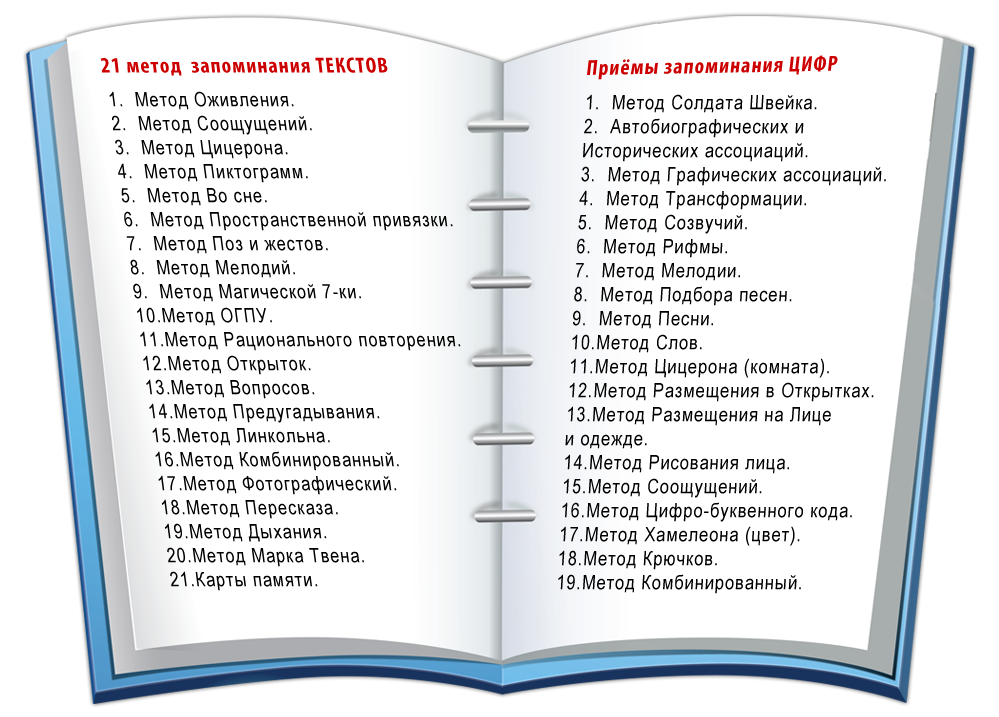 21 метод запоминания ТЕКСТОВ
1. Метод Оживления.
2. Метод Соощущений.
3. Метод Цицерона.
4. Метод Пиктограмм.
5. Метод Во сне.
6. Метод Пространственной привязки.
7. Метод Поз и жестов.
8. Метод Мелодий.
9. Метод Магической 7-ки.
10.Метод ОГПУ.
11.Метод Рационального повторения.
12.Метод Открыток.
13.Метод Вопросов.
14.Метод Предугадывания.
15.Метод Линкольна.
16.Метод Комбинированный.
17.Метод Фотографический.
18.Метод Пересказа.
19.Метод Дыхания.
20.Метод Марка Твена.
21.Карты памяти.
Приёмы запоминания ЦИФР
1. Метод Солдата Швейка.
2. Автобиографических и
Исторических ассоциаций.
3. Метод Графических ассоциаций.
4. Метод Трансформации.
5. Метод Созвучий.
6. Метод Рифмы.
7. Метод Мелодии.
8. Метод Подбора песен.
9. Метод Песни.
10.Метод Слов.
11.Метод Цицерона (комната).
12.Метод Размещения в Открытках.
13.Метод Размещения на Лице
и одежде.
14.Метод Рисования лица.
15.Метод Соощущений.
16.Метод Цифро-буквенного кода.
17.Метод Хамелеона (цвет).
18.Метод Крючков.
19.Метод Комбинированный.